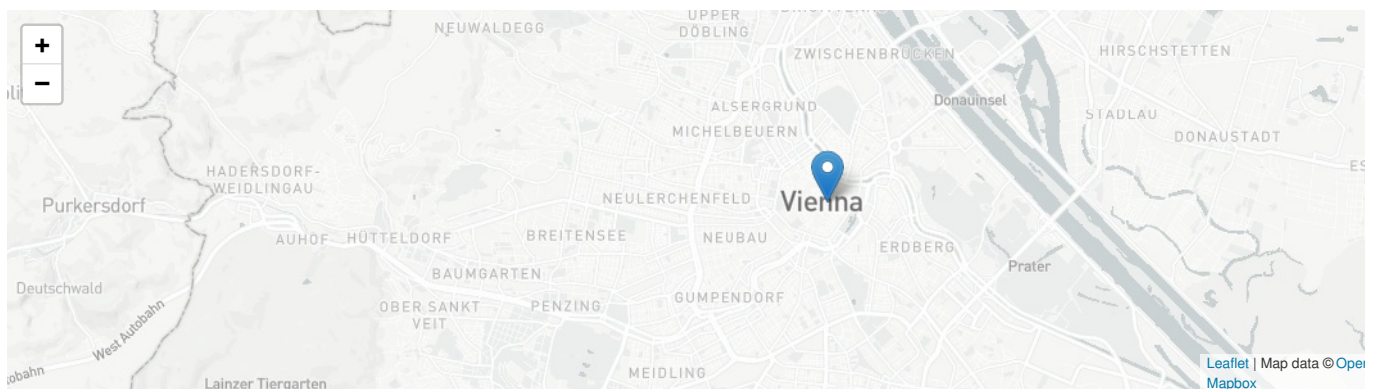 +
−
NEUWALDEGG
UPPER
DÖBLING
ZWISCHENBRÜCKEN
HIRSCHSTETTEN
ALSERGRUND
Donauinsel
STADLAU
MICHELBEUERN
DONAUSTADT
HADERSDORF-
WEIDLINGAU
Purkersdorf
NEULERCHENFELD
Vienna
AUHOF
HÜTTELDORF
BREITENSEE
NEUBAU
ERDBERG
Prater
BAUMGARTEN
Deutschwald
OBER SANKT
VEIT
PENZING
GUMPENDORF
West Autobahn
MEIDLING
Lainzer Tiergarten
Leaflet | Map data © Oper
Mapbox